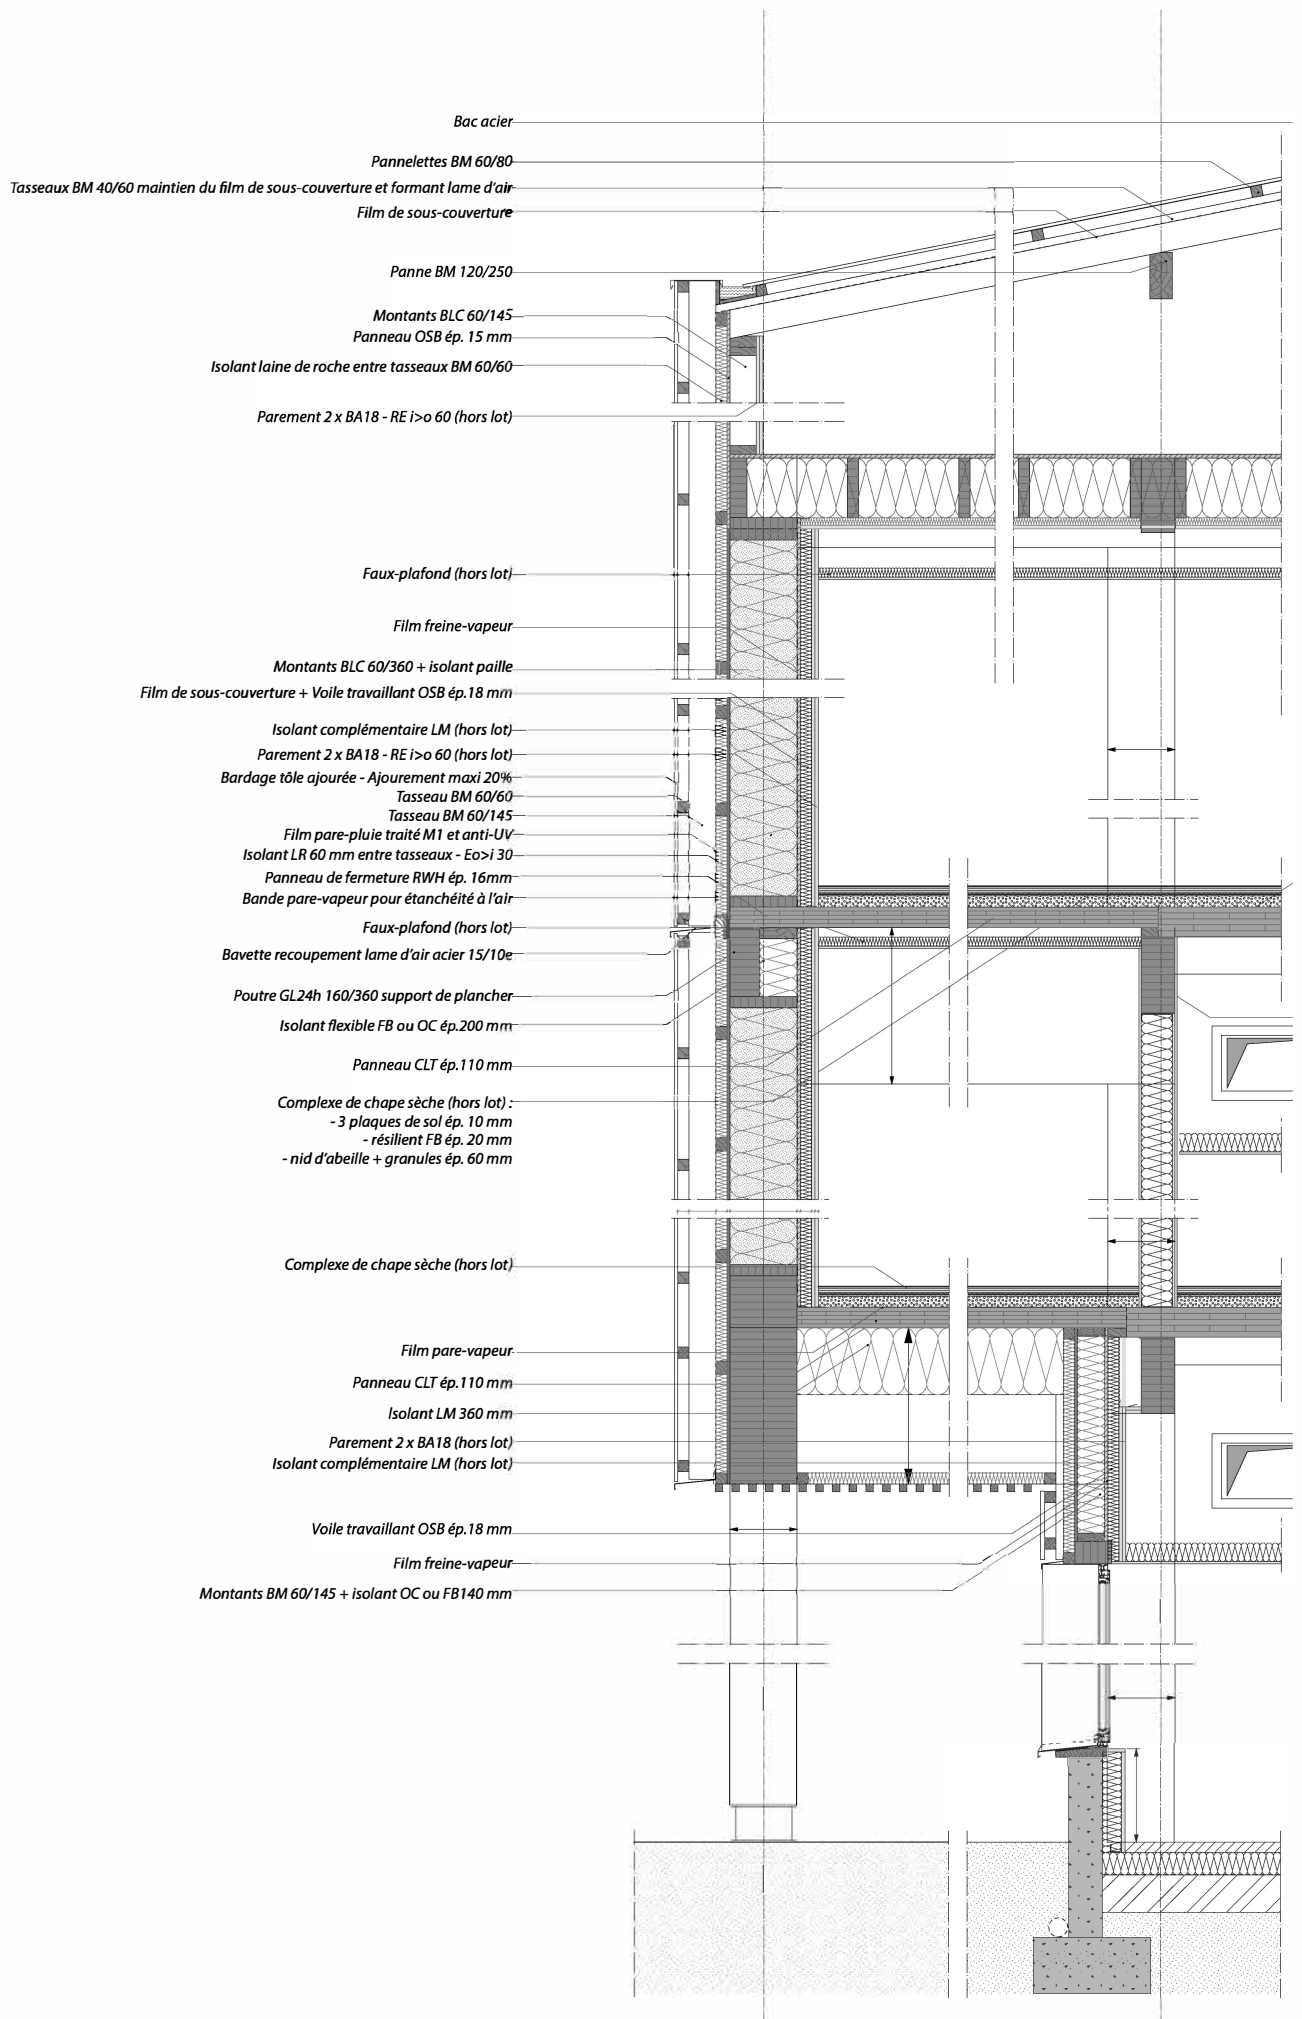 Bac acier
Pannelettes BM 60/80
Tasseaux BM 40/60 maintien du film de sous-couverture et formant lame d'air
Film de sous-couverture
Panne BM 120/250
Montants BLC 60/145
Panneau OSB ép. 15 mm
Isolant laine de roche entre tasseaux BM 60/60
Parement 2 x BA18 - RE i>o 60 (hors lot)
Faux-plafond (hors lot)
Film freine-vapeur
Montants BLC 60/360 + isolant paille
Film de sous-couverture + Voile travaillant OSB ép.18 mm
Isolant complémentaire LM (hors lot)
Parement 2 x BA18 - RE i>o 60 (hors lot)
Bardage tôle ajourée - Ajourement maxi 20%
Tasseau BM 60/60
Tasseau BM 60/145
Film pare-pluie traité M1 et anti-UV
Isolant LR 60 mm entre tasseaux - Eo>i 30
Panneau de fermeture RWH ép. 16mm
Bande pare-vapeur pour étanchéité à l'air
Faux-plafond (hors lot)
Bavette recoupement lame d'air acier 15/10e
Poutre GL24h 160/360 support de plancher
Isolant flexible FB ou OC ép.200 mm
Panneau CLT ép.110 mm
Complexe de chape sèche (hors lot) :
- 3 plaques de sol ép. 10 mm
- résilient FB ép. 20 mm
- nid d'abeille + granules ép. 60 mm
Complexe de chape sèche (hors lot)
Film pare-vapeur
Panneau CLT ép.110 mm
Isolant LM 360 mm
Parement 2 x BA18 (hors lot)
Isolant complémentaire LM (hors lot)
Voile travaillant OSB ép.18 mm
Film freine-vapeur
Montants BM 60/145 + isolant OC ou FB140 mm